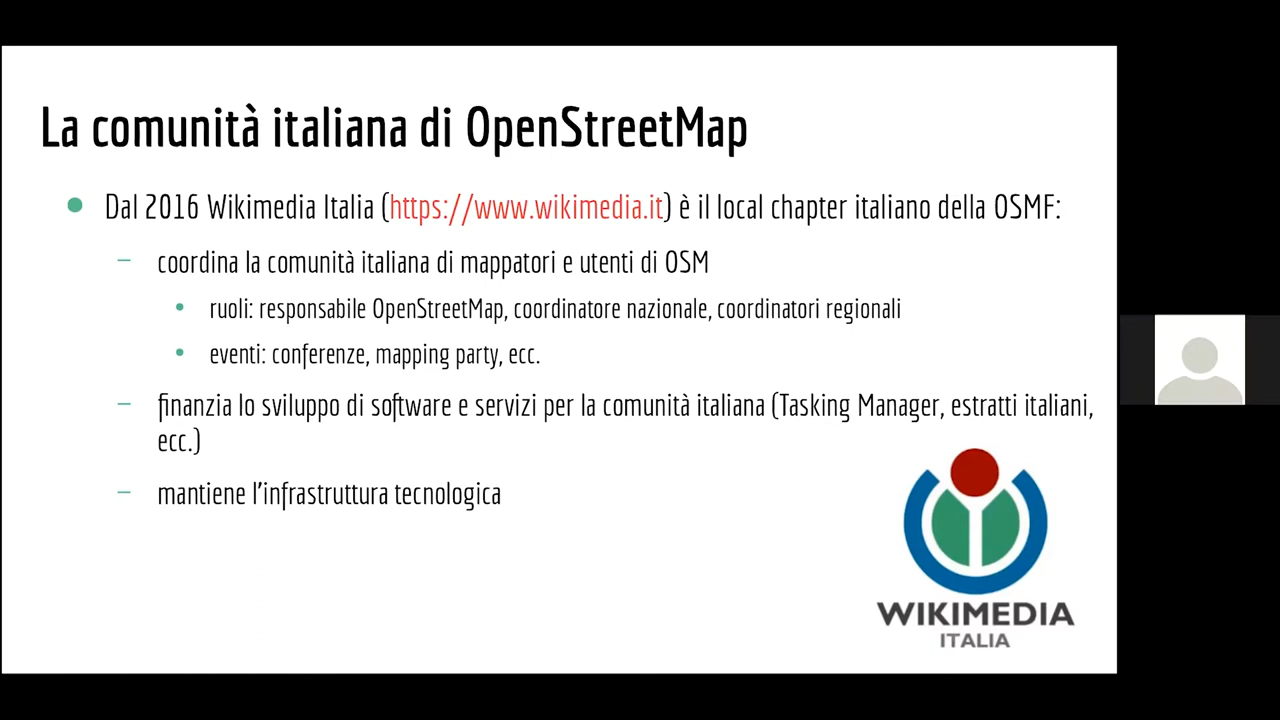 La comunità italiana di OpenStreetMap
● Dal 2016 Wikimedia Italia (https://www.wikimedia.it) è il local chapter italiano della OSMF:
– coordina la comunità italiana di mappatori e utenti di OSM
• ruoli: responsabile OpenStreetMap, coordinatore nazionale, coordinatori regionali
• eventi: conferenze, mapping party, ecc.
– finanzia lo sviluppo di software e servizi per la comunità italiana (Tasking Manager, estratti italiani,
ecc.)
– mantiene l'infrastruttura tecnologica
WIKIMEDIA
ITALIA